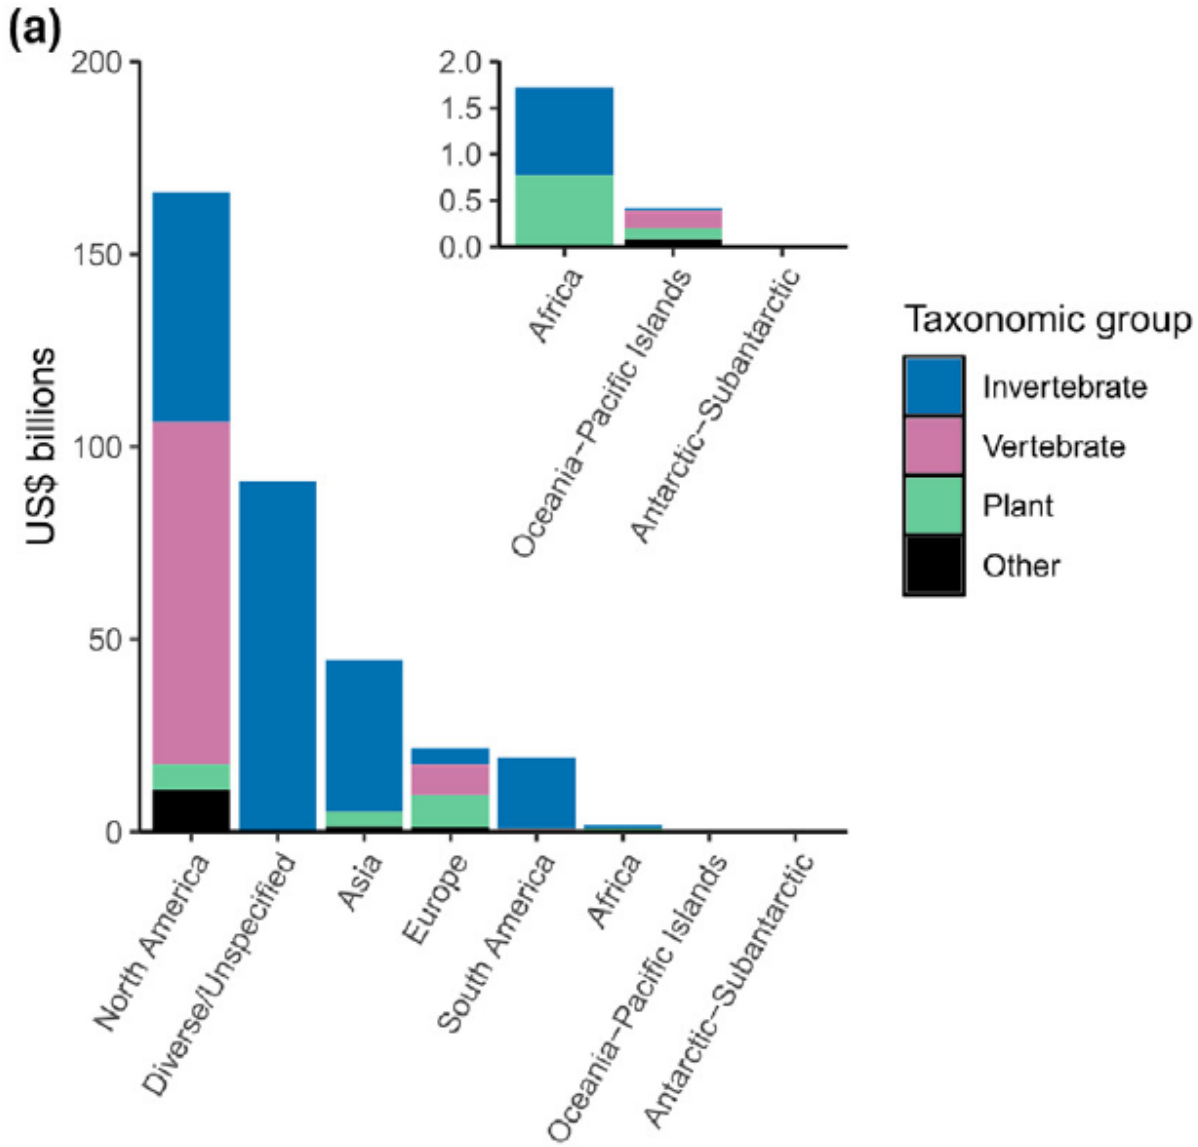 (a)
US$ billions
200
150
100
50
0
North America
Diverse/Unspecified
Asia
Europe
South America
Africa
Oceania−Pacific Islands
Antarctic−Subantarctic
2.0
1.5
1.0
0.5
0.0
Africa
Oceania−Pacific Islands
Antarctic−Subantarctic
Taxonomic group
Invertebrate
Vertebrate
Plant
Other